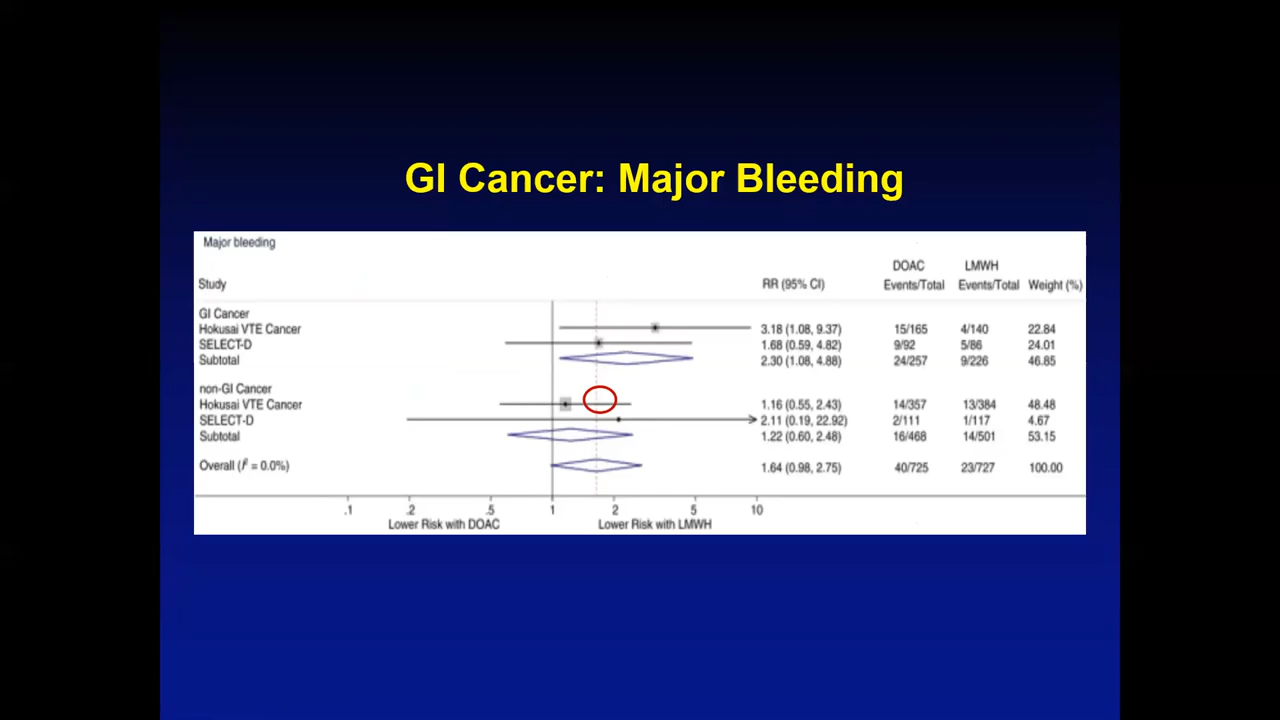 GI Cancer: Major Bleeding
Major bleeding
DOAC LMWH
Study RR (95% CI) Events/Total Events/Total Weight (%)
GI Cancer
Hokusai VTE Cancer 3.18 (1.08, 9.37) 15/165 4/140 22.84
SELECT-D 1.68 (0.59, 4.82) 9/92 5/86 24.01
Subtotal 2.30 (1.08, 4.88) 24/257 9/226 46.85
non-GI Cancer
Hokusai VTE Cancer 1.16 (0.55, 2.43) 14/357 13/384 48.48
SELECT-D 2.11 (0.19, 22.92) 2/111 1/117 4.67
Subtotal 1.22 (0.60, 2.48) 16/468 14/501 53.15
Overall (I² = 0.0%) 1.64 (0.98, 2.75) 40/725 23/727 100.00
.1 .2 .5 1 2 5 10
Lower Risk with DOAC Lower Risk with LMWH